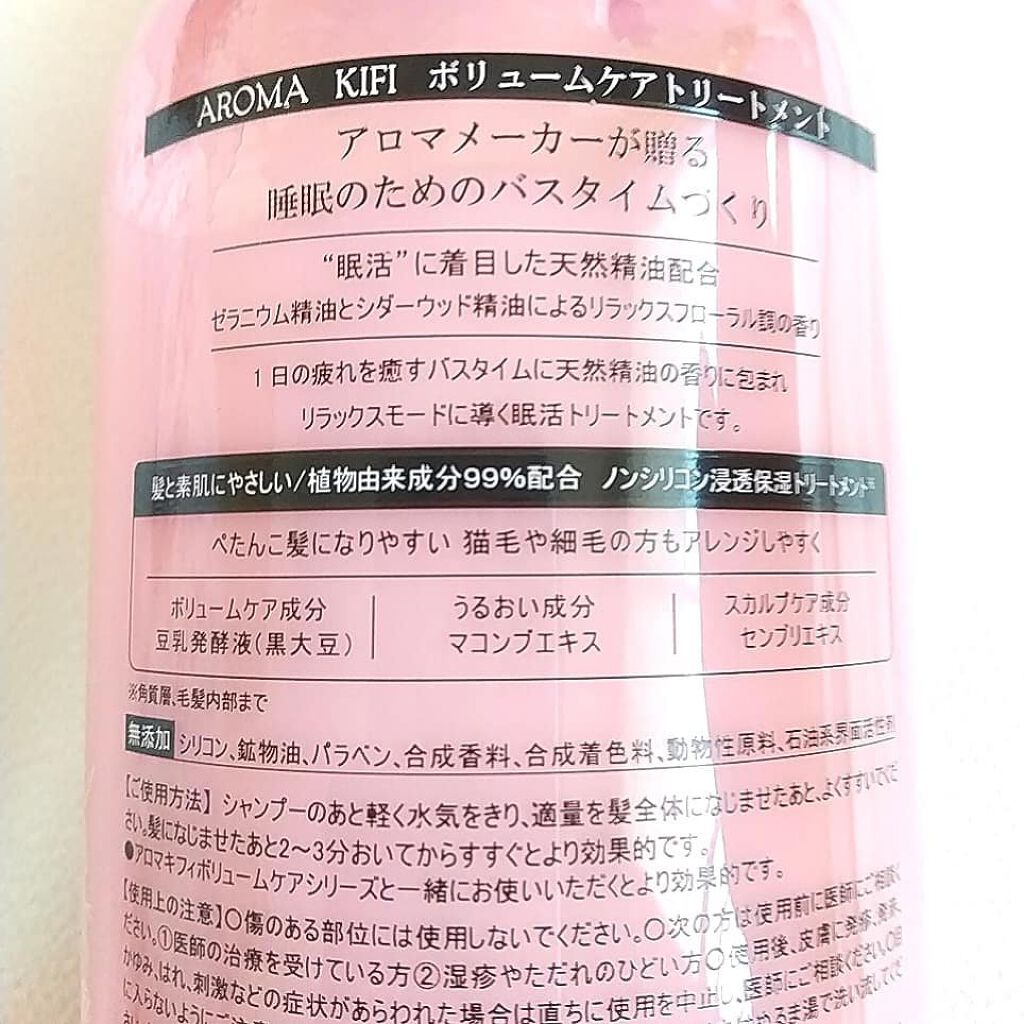 AROMA KIFI ボリュームケアトリートメント
アロマメーカーが贈る
睡眠のためのバスタイムづくり
“眠活”に着目した天然精油配合
ゼラニウム精油とシダーウッド精油によるリラックスフローラル調の香り
1日の疲れを癒すバスタイムに天然精油の香りに包まれ
リラックスモードに導く眠活トリートメントです。
髪と素肌にやさしい/植物由来成分99%配合 ノンシリコン浸透保湿トリートメント※
ぺたんこ髪になりやすい 猫毛や細毛の方もアレンジしやすく
ボリュームケア成分 うるおい成分 スカルプケア成分
豆乳発酵液(黒大豆) マコンブエキス センブリエキス
※角質層、毛髪内部まで
無添加 シリコン、鉱物油、パラベン、合成香料、合成着色料、動物性原料、石油系界面活性剤
【ご使用方法】シャンプーのあと軽く水気をきり、適量を髪全体になじませたあと、よくすすいでくだ
さい。髪になじませたあと2〜3分おいてからすすぐとより効果的です。
●アロマキフィボリュームケアシリーズと一緒にお使いいただくとより効果的です。
【使用上の注意】○傷のある部位には使用しないでください。○次の方は使用前に医師にご相談く
ださい。①医師の治療を受けている方②湿疹やただれのひどい方○使用後、皮膚に発疹、発赤、
かゆみ、はれ、刺激などの症状があらわれた場合は直ちに使用を中止し、医師にご相談ください。○目
に入らないようにご注意
ぬるま湯で洗い流してくだ